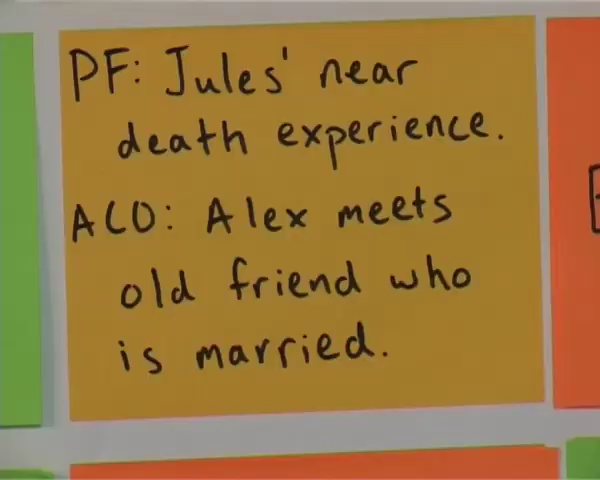 PF: Jules' near
death experience.
ACO: Alex meets
old friend who
is married.